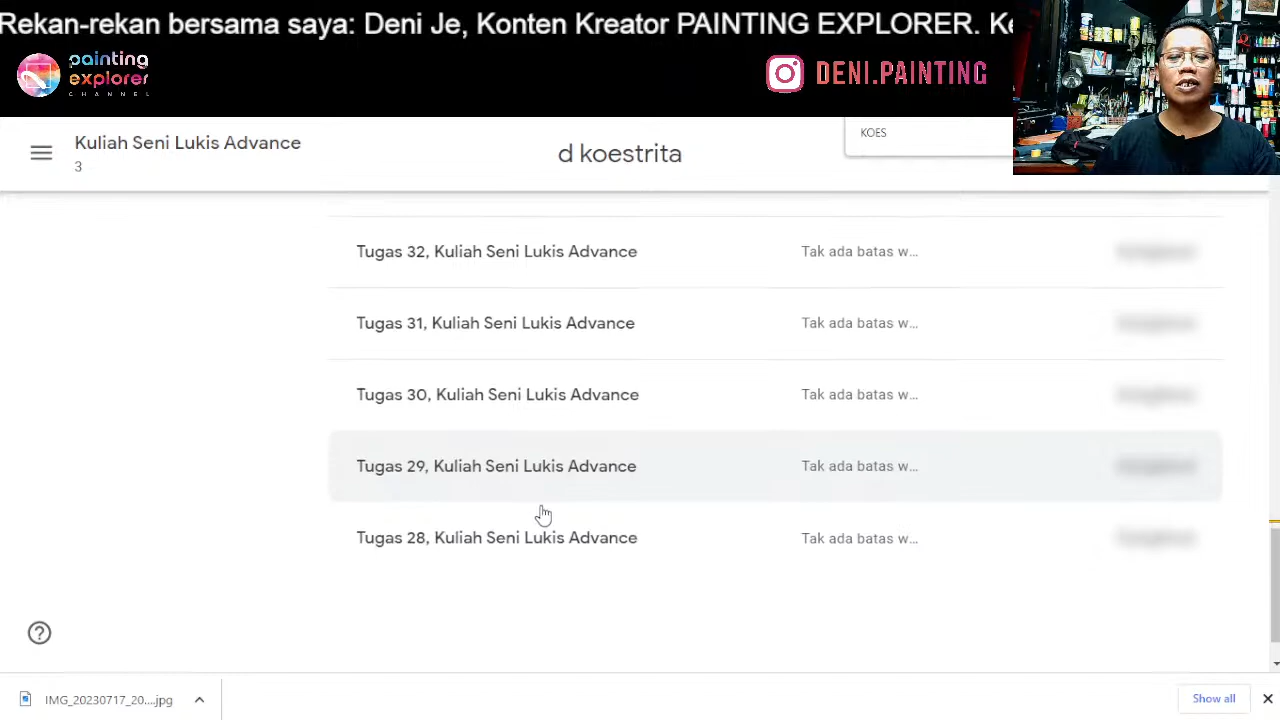 Rekan-rekan bersama saya: Deni Je, Konten Kreator PAINTING EXPLORER. Ke
painting
explorer
CHANNEL
DENI.PAINTING
Kuliah Seni Lukis Advance
3
d koestrita
KOES
Tugas 32, Kuliah Seni Lukis Advance Tak ada batas w...
Tugas 31, Kuliah Seni Lukis Advance Tak ada batas w...
Tugas 30, Kuliah Seni Lukis Advance Tak ada batas w...
Tugas 29, Kuliah Seni Lukis Advance Tak ada batas w...
Tugas 28, Kuliah Seni Lukis Advance Tak ada batas w...
IMG_20230717_20....jpg
Show all